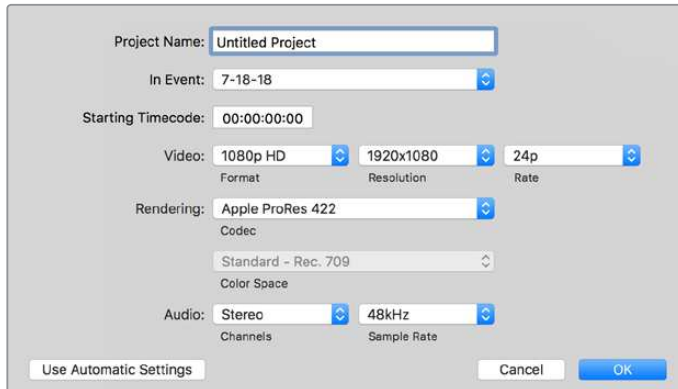 Project Name: Untitled Project
In Event: 7-18-18
Starting Timecode: 00:00:00:00
Video: 1080p HD 1920x1080 24p
Format Resolution Rate
Rendering: Apple ProRes 422
Codec
Standard - Rec. 709
Color Space
Audio: Stereo 48kHz
Channels Sample Rate
Use Automatic Settings Cancel OK